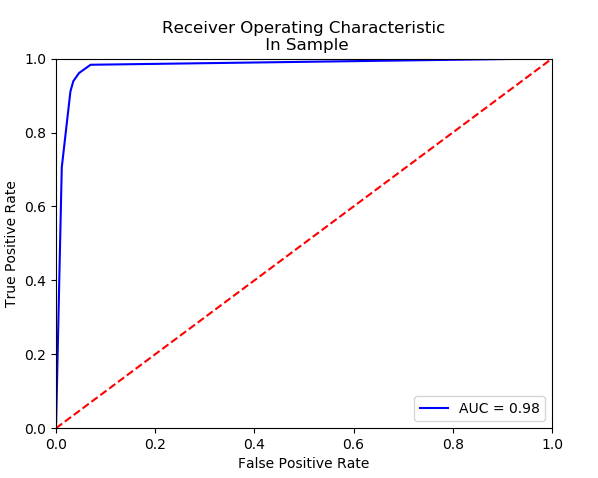 Receiver Operating Characteristic
In Sample
True Positive Rate
1.0
0.8
0.6
0.4
0.2
0.0
AUC = 0.98
0.0 0.2 0.4 0.6 0.8 1.0
False Positive Rate